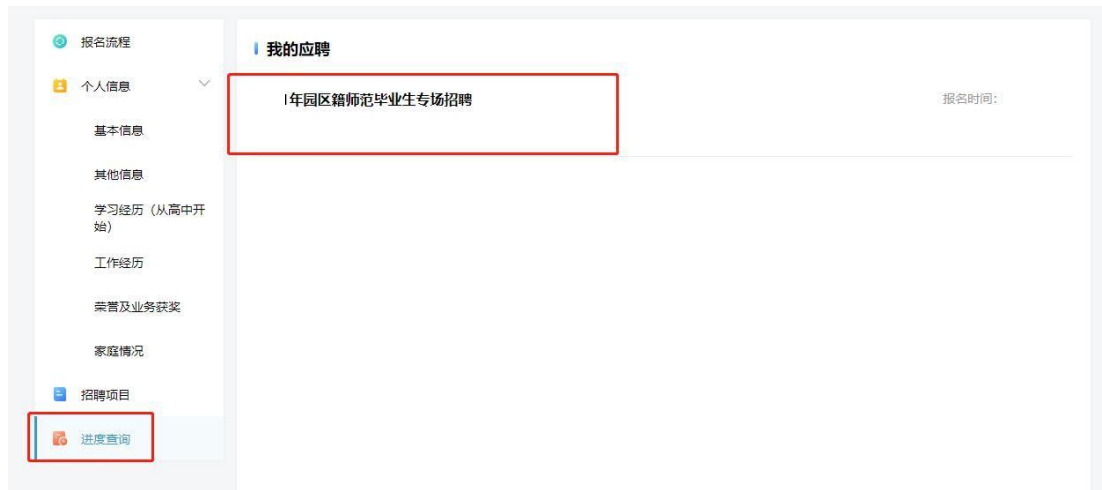 报名流程
个人信息
基本信息
其他信息
学习经历（从高中开
始）
工作经历
荣誉及业务获奖
家庭情况
招聘项目
进度查询
我的应聘
年园区籍师范毕业生专场招聘
报名时间：